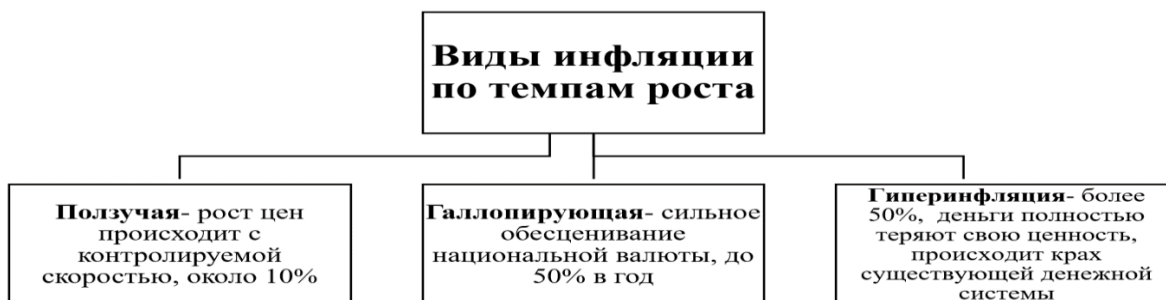 Виды инфляции
по темпам роста
Ползучая- рост цен
происходит с
контролируемой
скоростью, около 10%
Галлопирующая- сильное
обесценивание
национальной валюты, до
50% в год
Гиперинфляция- более
50%, деньги полностью
теряют свою ценность,
происходит крах
существующей денежной
системы